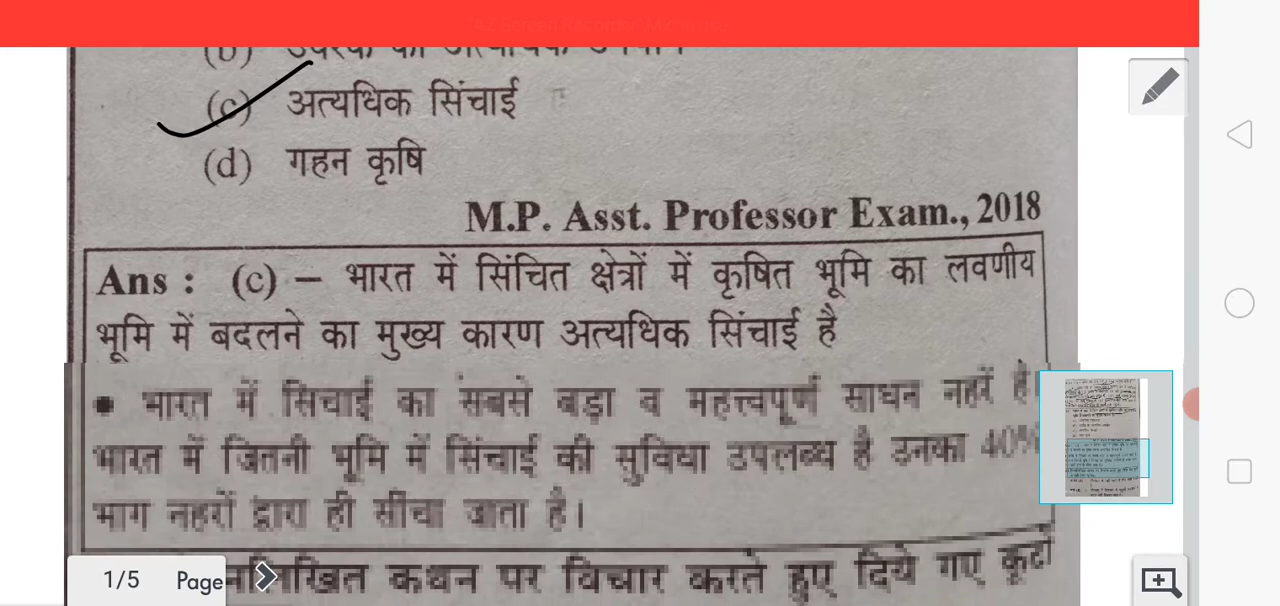 (c) अत्यधिक सिंचाई
(d) गहन कृषि
M.P. Asst. Professor Exam., 2018
Ans : (c) – भारत में सिंचित क्षेत्रों में कृषित भूमि का लवणीय
भूमि में बदलने का मुख्य कारण अत्यधिक सिंचाई है
• भारत में सिचाई का सबसे बड़ा व महत्त्वपूर्ण साधन नहरें है।
भारत में जितनी भूमि में सिंचाई की सुविधा उपलब्ध है उनका 40%
भाग नहरों द्वारा ही सींचा जाता है।
कथन पर विचार करते हुए दिये गए कूटों
1/5 Page